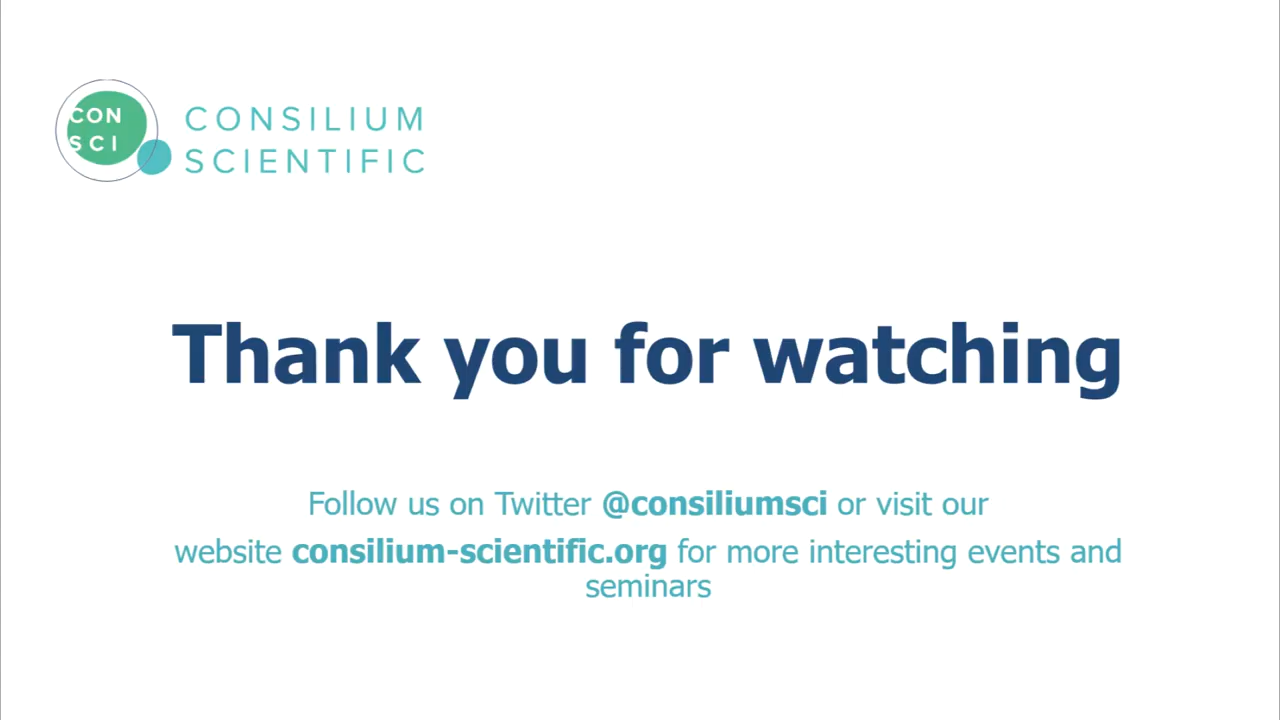 CON
SCI
CONSILIUM
SCIENTIFIC
Thank you for watching
Follow us on Twitter @consiliumsci or visit our
website consilium-scientific.org for more interesting events and
seminars